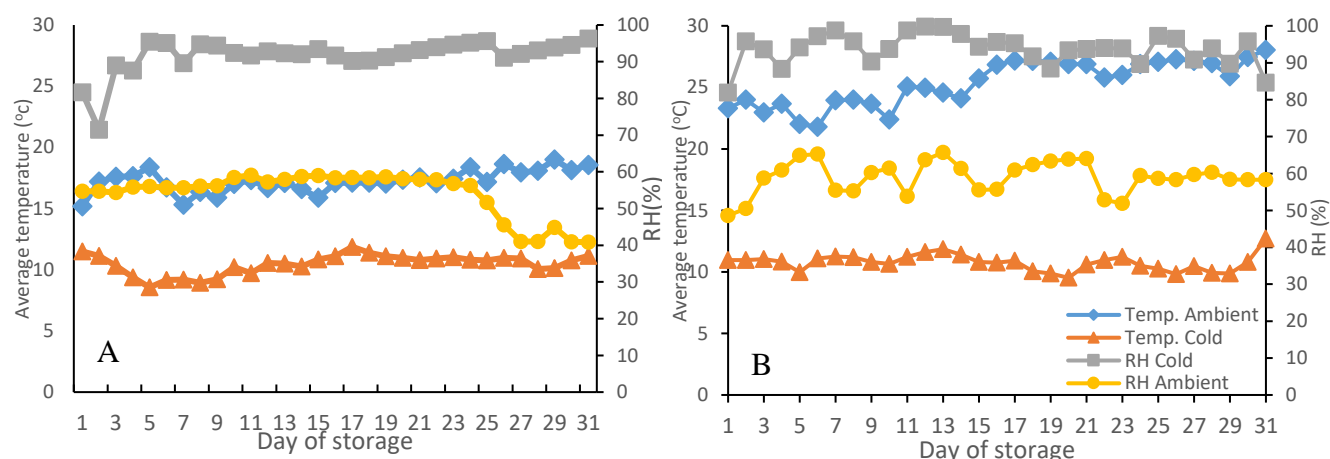 30
25
20
15
10
5
0
Average temperature (°c)
100
90
80
70
60
50
40
30
20
10
0
RH(%)
A
1 3 5 7 9 11 13 15 17 19 21 23 25 27 29 31
Day of storage
30
25
20
15
10
5
0
Average temperature (°C)
100
90
80
70
60
50
40
30
20
10
0
RH (%)
Temp. Ambient
Temp. Cold
RH Cold
RH Ambient
B
1 3 5 7 9 11 13 15 17 19 21 23 25 27 29 31
Day of storage